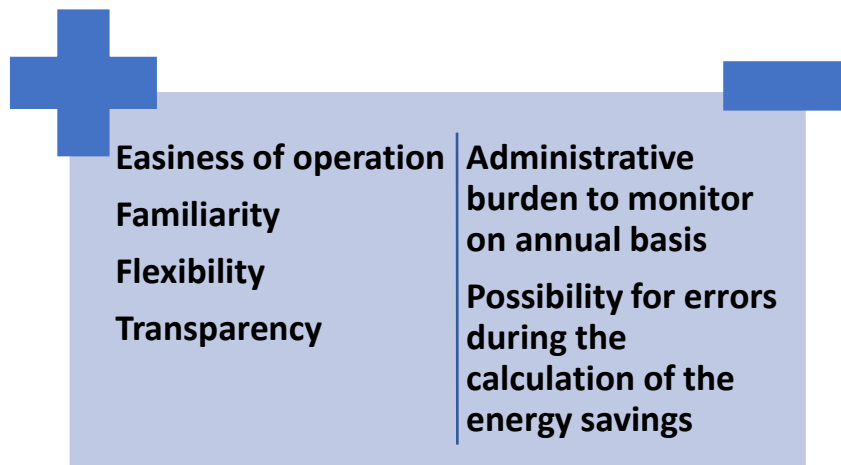 Easiness of operation
Familiarity
Flexibility
Transparency
Administrative
burden to monitor
on annual basis
Possibility for errors
during the
calculation of the
energy savings